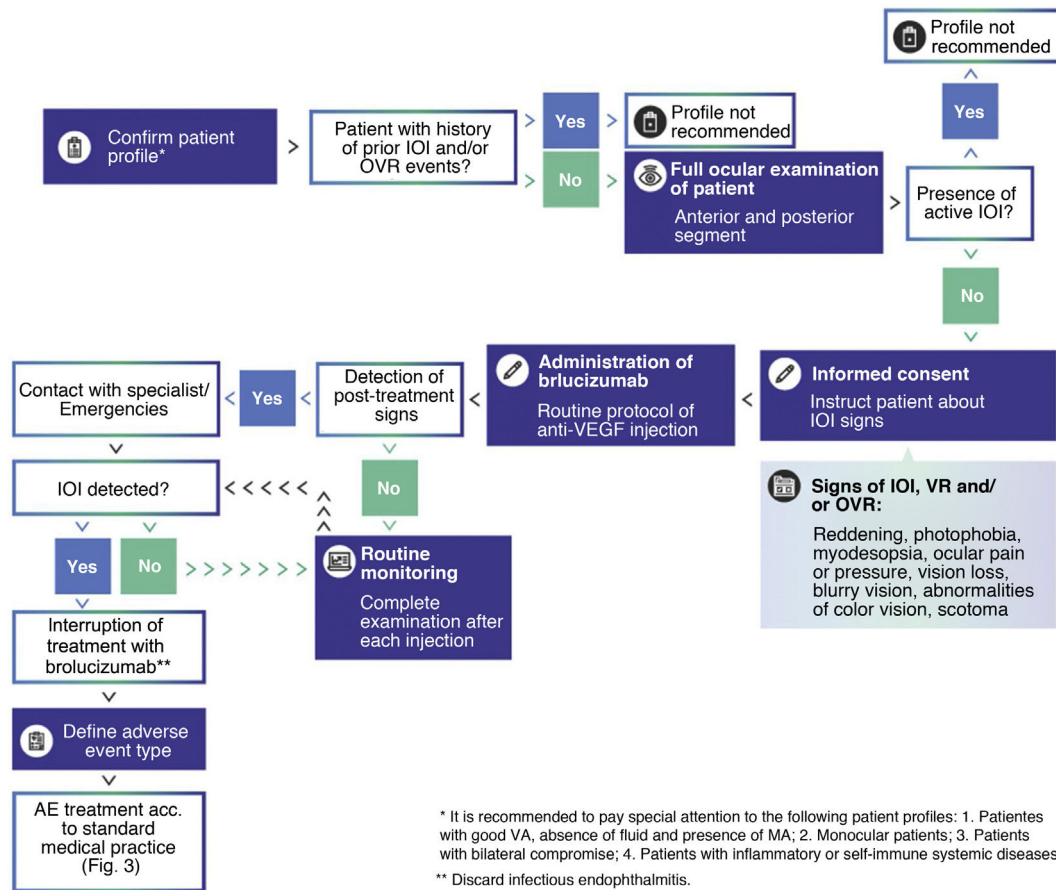 Confirm patient
profile*
Patient with history
of prior IOI and/or
OVR events?
Yes
Profile not
recommended
No
Full ocular examination
of patient
Anterior and posterior
segment
Presence of
active IOI?
Yes
Profile not
recommended
No
Informed consent
Instruct patient about
IOI signs
Signs of IOI, VR and/
or OVR:
Reddening, photophobia,
myodesopsia, ocular pain
or pressure, vision loss,
blurry vision, abnormalities
of color vision, scotoma
Administration of
brlucizumab
Routine protocol of
anti-VEGF injection
Detection of
post-treatment
signs
Yes
Contact with specialist/
Emergencies
No
Routine
monitoring
Complete
examination after
each injection
IOI detected?
Yes
No
Interruption of
treatment with
brolucizumab**
Define adverse
event type
AE treatment acc.
to standard
medical practice
(Fig. 3)
* It is recommended to pay special attention to the following patient profiles: 1. Patientes
with good VA, absence of fluid and presence of MA; 2. Monocular patients; 3. Patients
with bilateral compromise; 4. Patients with inflammatory or self-immune systemic diseases
** Discard infectious endophthalmitis.